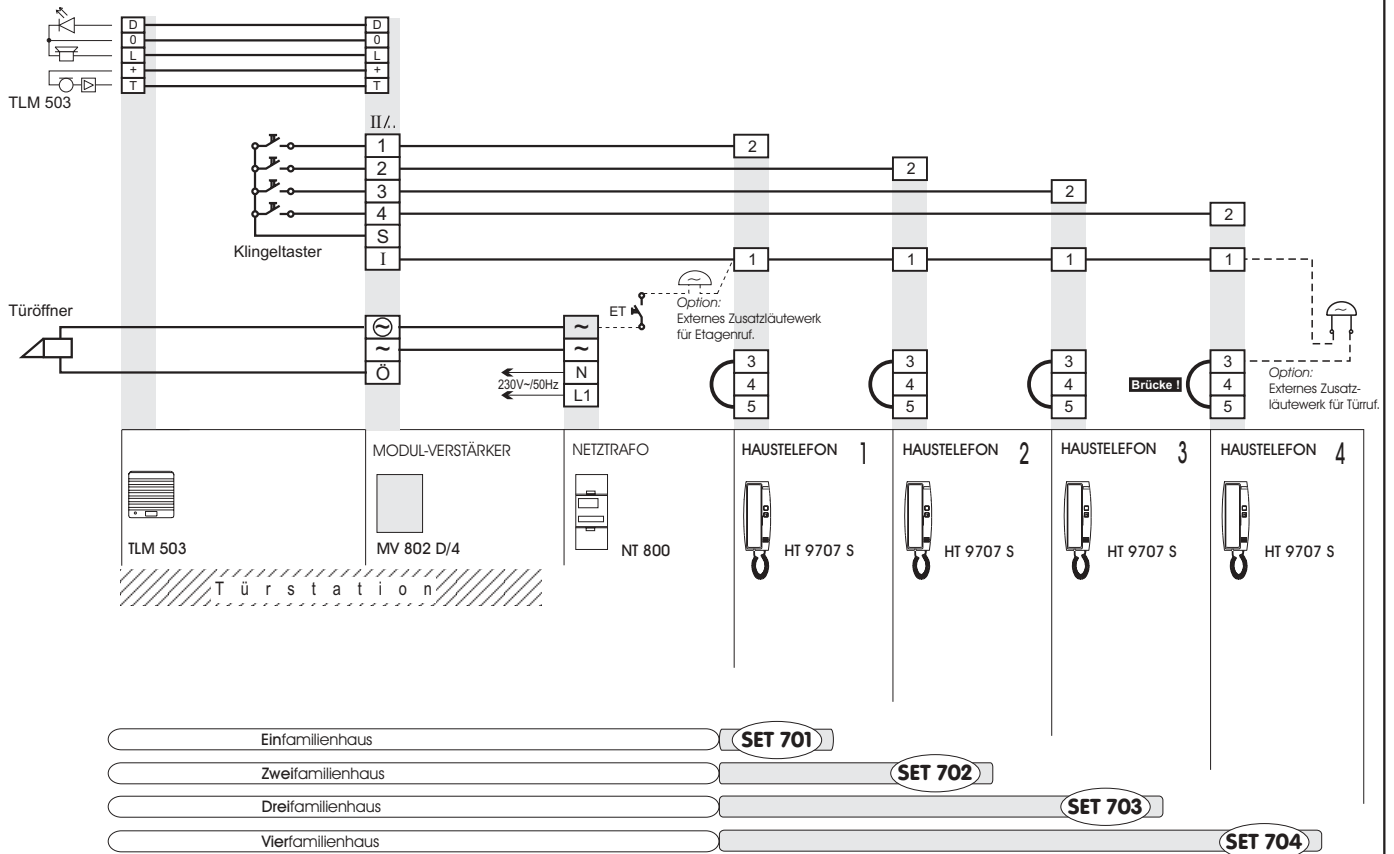 D D
0 0
L L
+ +
T T
TLM 503
II/..
1 2
2 2
3 2
4 2
S
Klingeltaster
I 1 1 1 1
Türöffner
ET
Option:
Externes Zusatzläutewerk
für Etagenruf.
~ ~
~ ~
Ö N
230V~/50Hz
L1
3 3 3 3
4 4 4 4
5 5 5 5
Brücke !
Option:
Externes Zusatz-
läutewerk für Türruf.
MODUL-VERSTÄRKER
NETZTRAFO
HAUSTELEFON 1
HAUSTELEFON 2
HAUSTELEFON 3
HAUSTELEFON 4
TLM 503
MV 802 D/4
NT 800
HT 9707 S
HT 9707 S
HT 9707 S
HT 9707 S
Türstation
Einfamilienhaus SET 701
Zweifamilienhaus SET 702
Dreifamilienhaus SET 703
Vierfamilienhaus SET 704